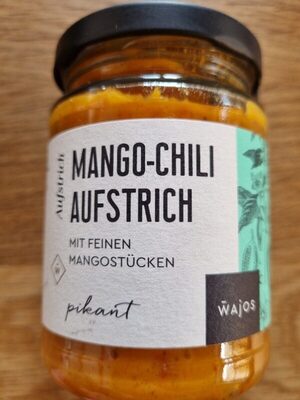 Aufstrich
MANGO-CHILI
AUFSTRICH
MIT FEINEN
MANGOSTÜCKEN
pikant
WAJOS